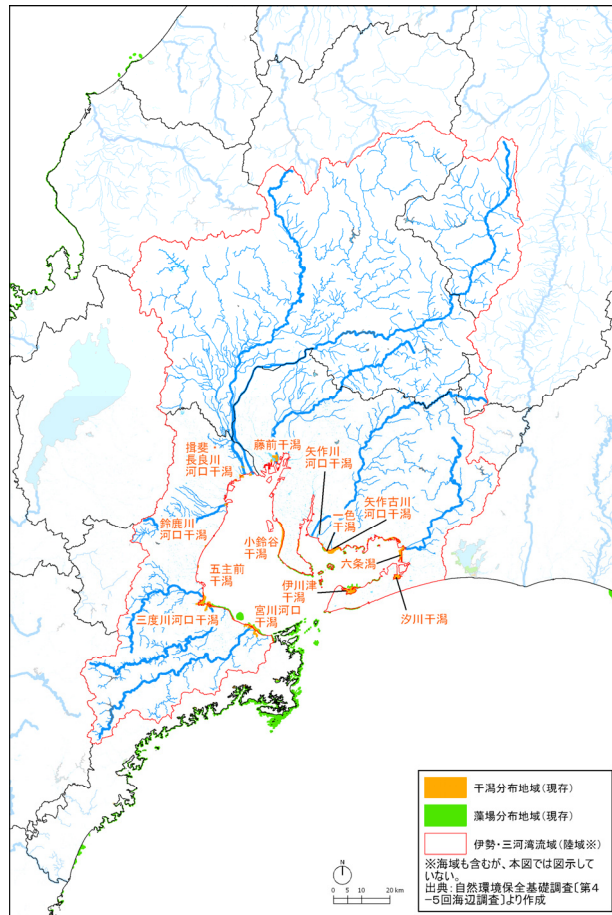 揖斐・
長良川
河口干潟
藤前干潟
矢作川
河口干潟
矢作古川
河口干潟
一色
干潟
鈴鹿川
河口干潟
小鈴谷
干潟
六条潟
五主前
干潟
伊川津
干潟
三度川河口干潟
宮川河口
干潟
汐川干潟
干潟分布地域(現存)
藻場分布地域(現存)
伊勢・三河湾流域(陸域※)
※海域も含むが、本図では図示して
いない。
出典:自然環境保全基礎調査〔第4
-5回海辺調査〕より作成
N
0 10 20 km